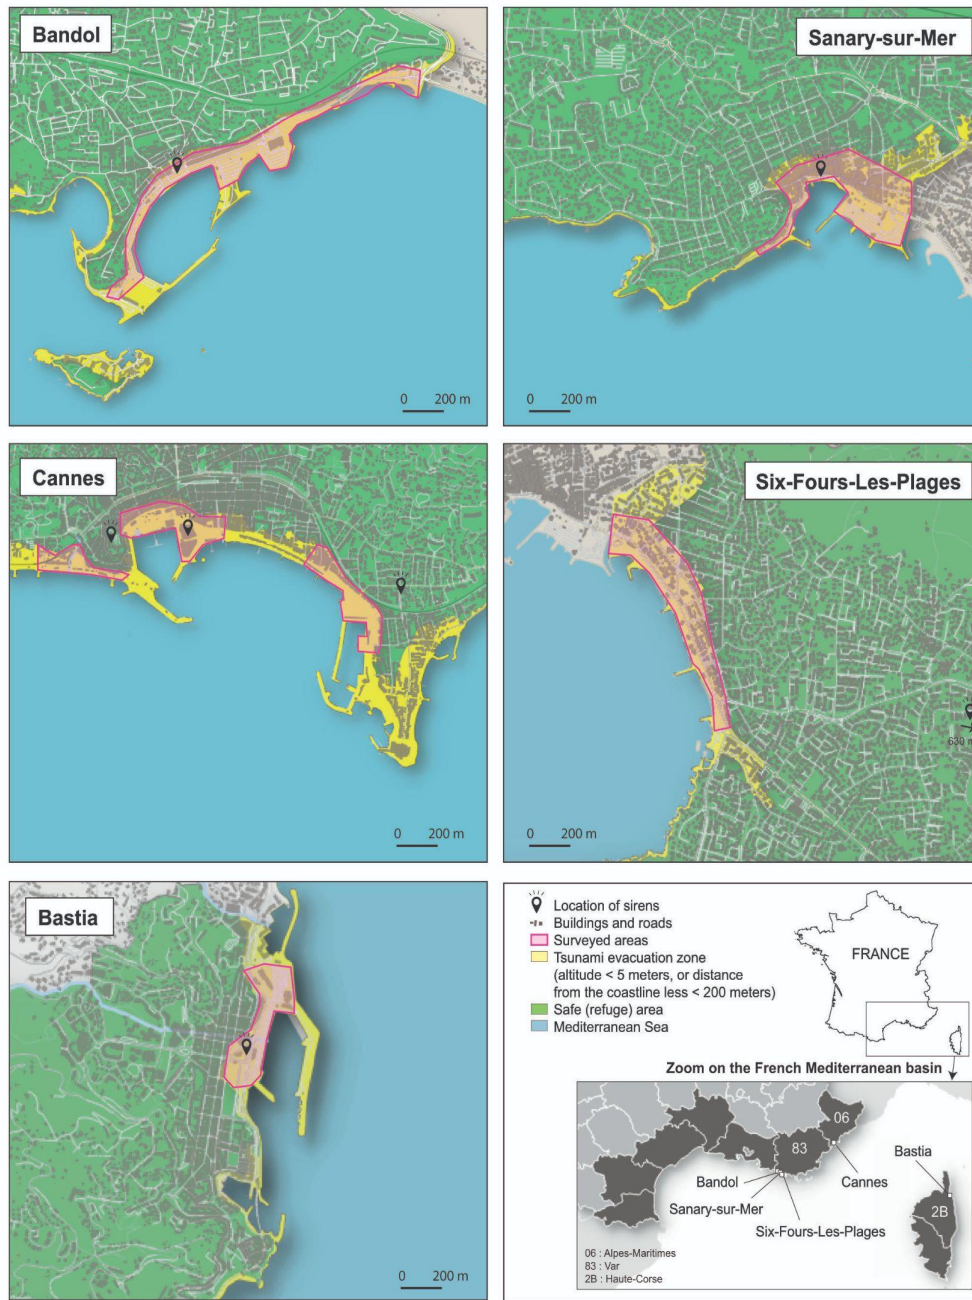 Bandol
0 200 m
Sanary-sur-Mer
0 200 m
Cannes
0 200 m
Six-Fours-Les-Plages
630 m
0 200 m
Bastia
0 200 m
Location of sirens
Buildings and roads
Surveyed areas
Tsunami evacuation zone
(altitude < 5 meters, or distance
from the coastline less < 200 meters)
Safe (refuge) area
Mediterranean Sea
FRANCE
Zoom on the French Mediterranean basin
06
83
Bastia
Bandol
Cannes
Sanary-sur-Mer
Six-Fours-Les-Plages
2B
06 : Alpes-Maritimes
83 : Var
2B : Haute-Corse